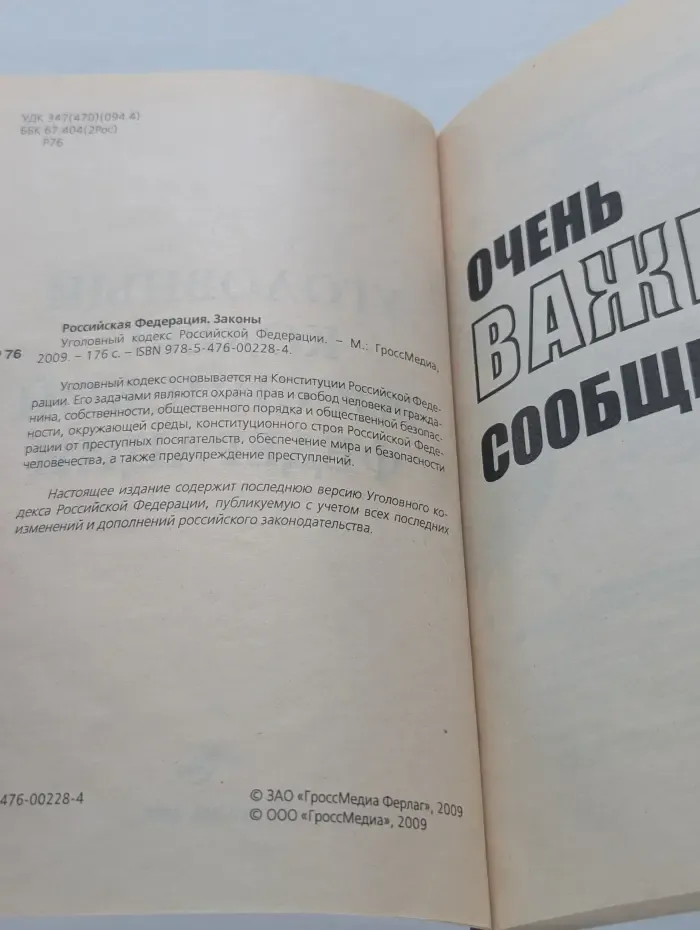 УДК 347(470)(094.4)
ББК 67.404(2Рос)
Р76
Российская Федерация. Законы
Р 76
Уголовный кодекс Российской Федерации. – М.: ГроссМедиа,
2009. – 176 с. – ISBN 978-5-476-00228-4.
Уголовный кодекс основывается на Конституции Российской Феде-
рации. Его задачами являются охрана прав и свобод человека и гражда-
нина, собственности, общественного порядка и общественной безопас-
ности, окружающей среды, конституционного строя Российской Феде-
рации от преступных посягательств, обеспечение мира и безопасности
человечества, а также предупреждение преступлений.
Настоящее издание содержит последнюю версию Уголовного ко-
декса Российской Федерации, публикуемую с учетом всех последних
изменений и дополнений российского законодательства.
476-00228-4
© ЗАО «ГроссМедиа Ферлаг», 2009
© ООО «ГроссМедиа», 2009
ОЧЕНЬ
ВАЖ
СООБЩ